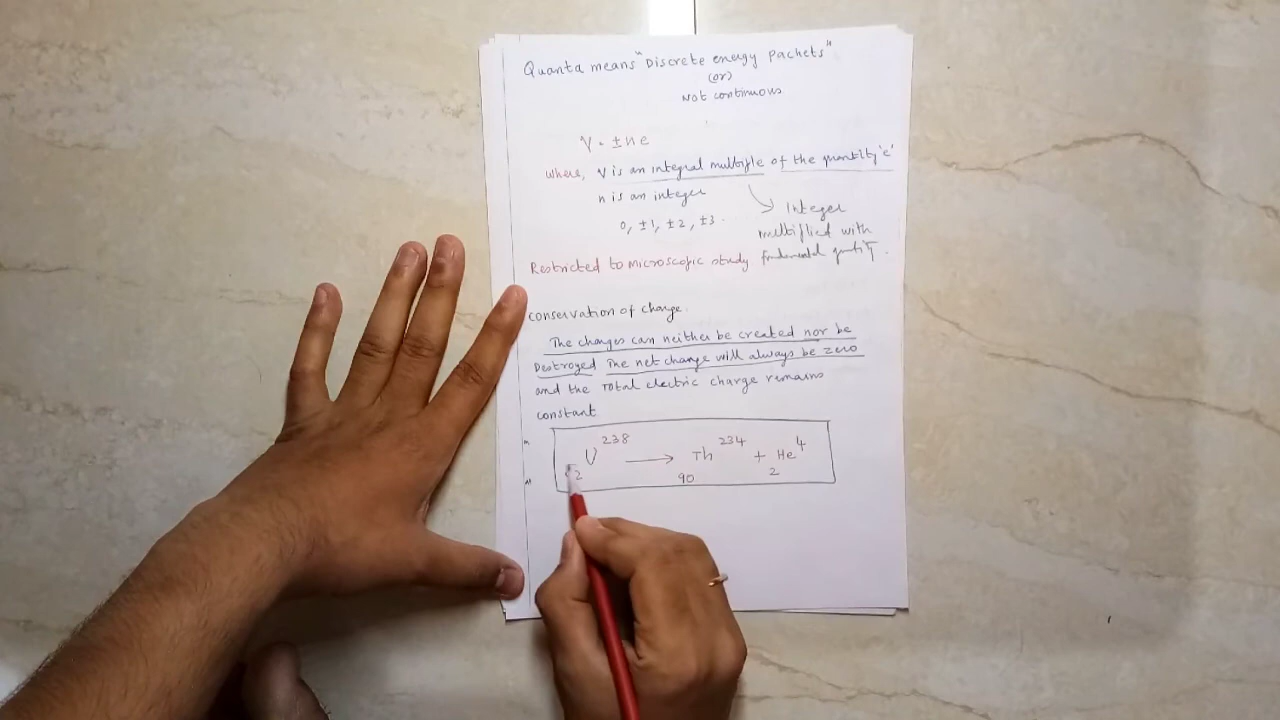 Quanta means "Discrete energy Packets"
(or)
Not continuous
V = ±ne
where, V is an integral multiple of the quantity 'e'
n is an integer
0, ±1, ±2, ±3
Integer
multiplied with
fundamental quantity.
Restricted to microscopic study
conservation of charge.
The charges can neither be created nor be
Destroyed The net charge will always be zero
and the Total electric charge remains
constant
U 238 → 90 Th 234 + 2 He 4